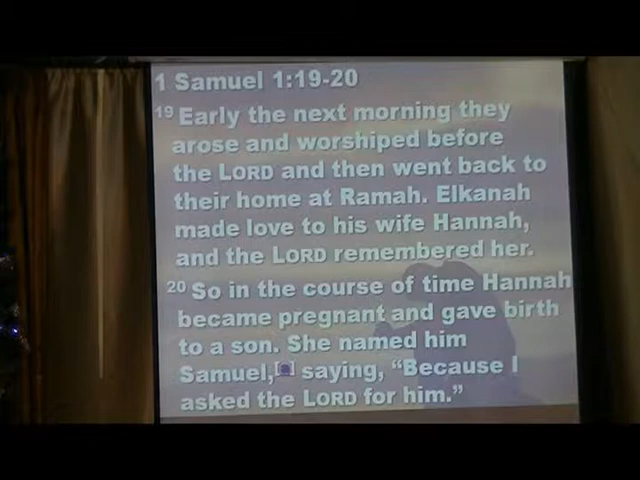 1 Samuel 1:19-20
19 Early the next morning they
arose and worshiped before
the LORD and then went back to
their home at Ramah. Elkanah
made love to his wife Hannah,
and the LORD remembered her.
20 So in the course of time Hannah
became pregnant and gave birth
to a son. She named him
Samuel,[a] saying, “Because I
asked the LORD for him.”